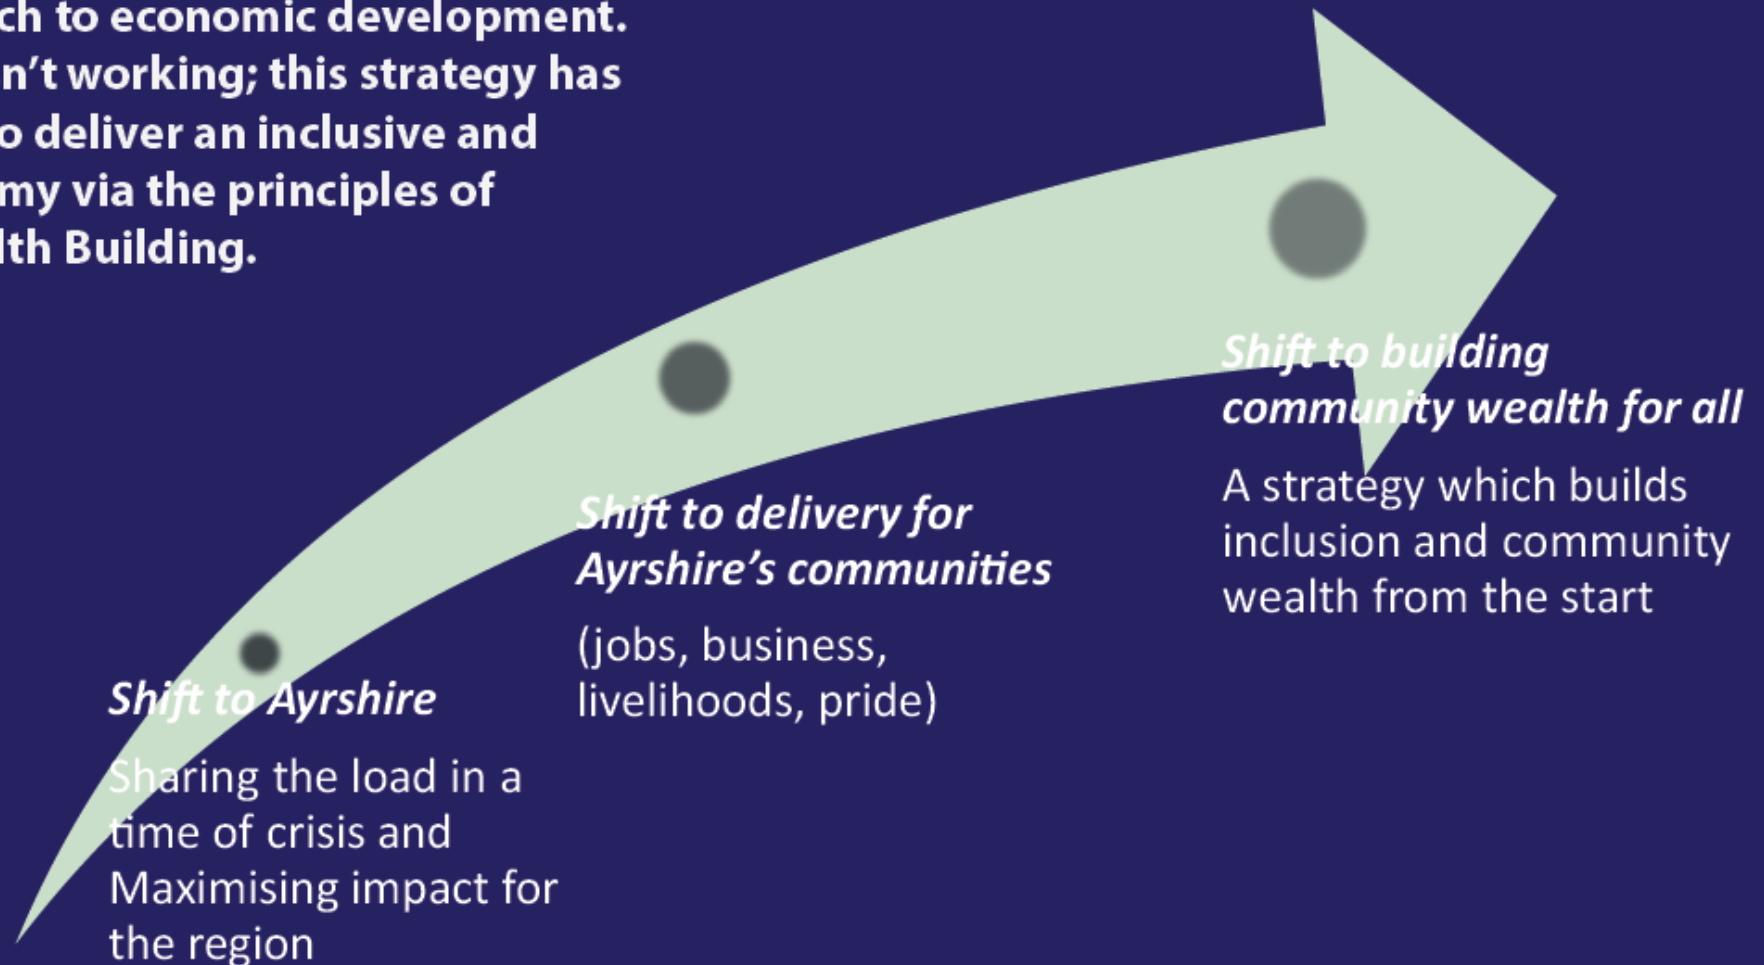 ch to economic development.
n’t working; this strategy has
o deliver an inclusive and
my via the principles of
lth Building.
Shift to building
community wealth for all
A strategy which builds
inclusion and community
wealth from the start
Shift to delivery for
Ayrshire’s communities
(jobs, business,
livelihoods, pride)
Shift to Ayrshire
Sharing the load in a
time of crisis and
Maximising impact for
the region